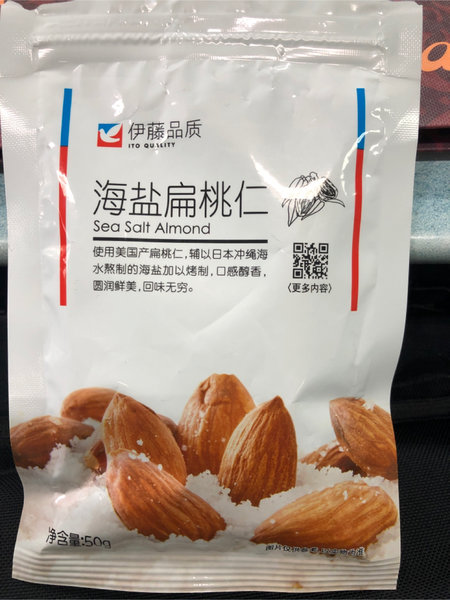 伊藤品质
ITO QUALITY
海盐扁桃仁
Sea Salt Almond
使用美国产扁桃仁,辅以日本冲绳海
水熬制的海盐加以烤制,口感醇香,
圆润鲜美,回味无穷。
〈更多内容〉
净含量:50g